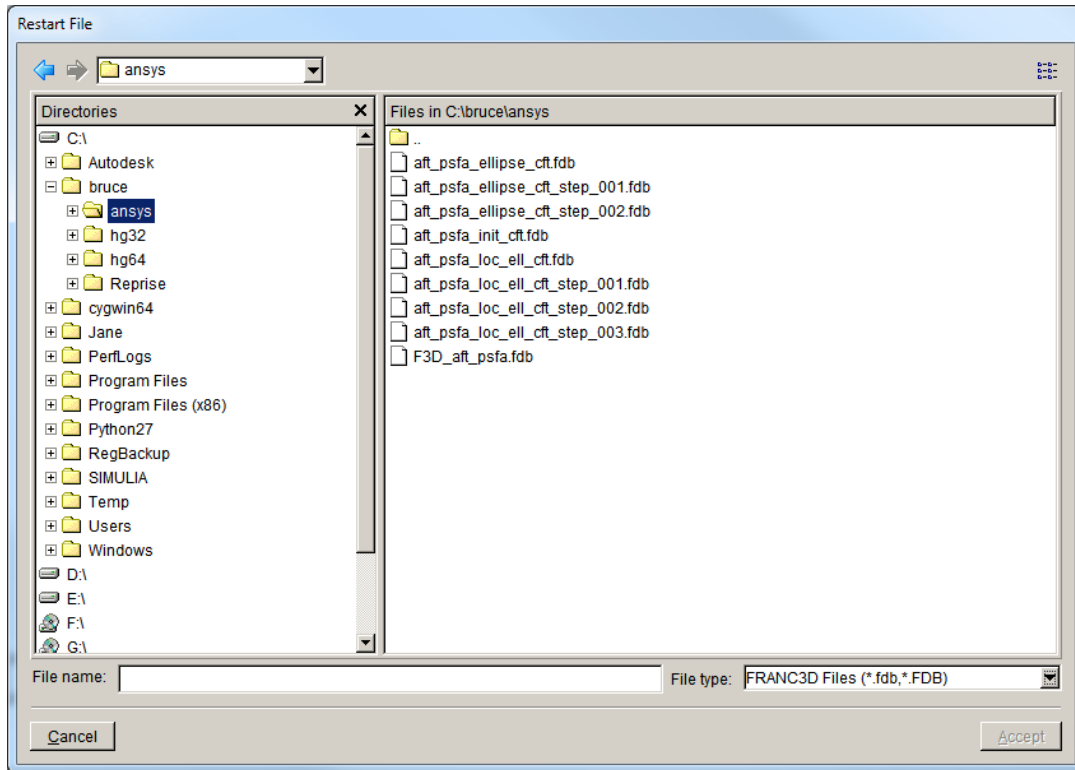 Restart File
ansys
Directories
Files in C:\bruce\ansys
C:\
..
Autodesk
aft_psfa_ellipse_cft.fdb
bruce
aft_psfa_ellipse_cft_step_001.fdb
ansys
aft_psfa_ellipse_cft_step_002.fdb
hg32
aft_psfa_init_cft.fdb
hg64
aft_psfa_loc_ell_cft.fdb
Reprise
aft_psfa_loc_ell_cft_step_001.fdb
cygwin64
aft_psfa_loc_ell_cft_step_002.fdb
Jane
aft_psfa_loc_ell_cft_step_003.fdb
PerfLogs
F3D_aft_psfa.fdb
Program Files
Program Files (x86)
Python27
RegBackup
SIMULIA
Temp
Users
Windows
D:\
E:\
F:\
G:\
File name:
File type: FRANC3D Files (*.fdb,*.FDB)
Cancel
Accept